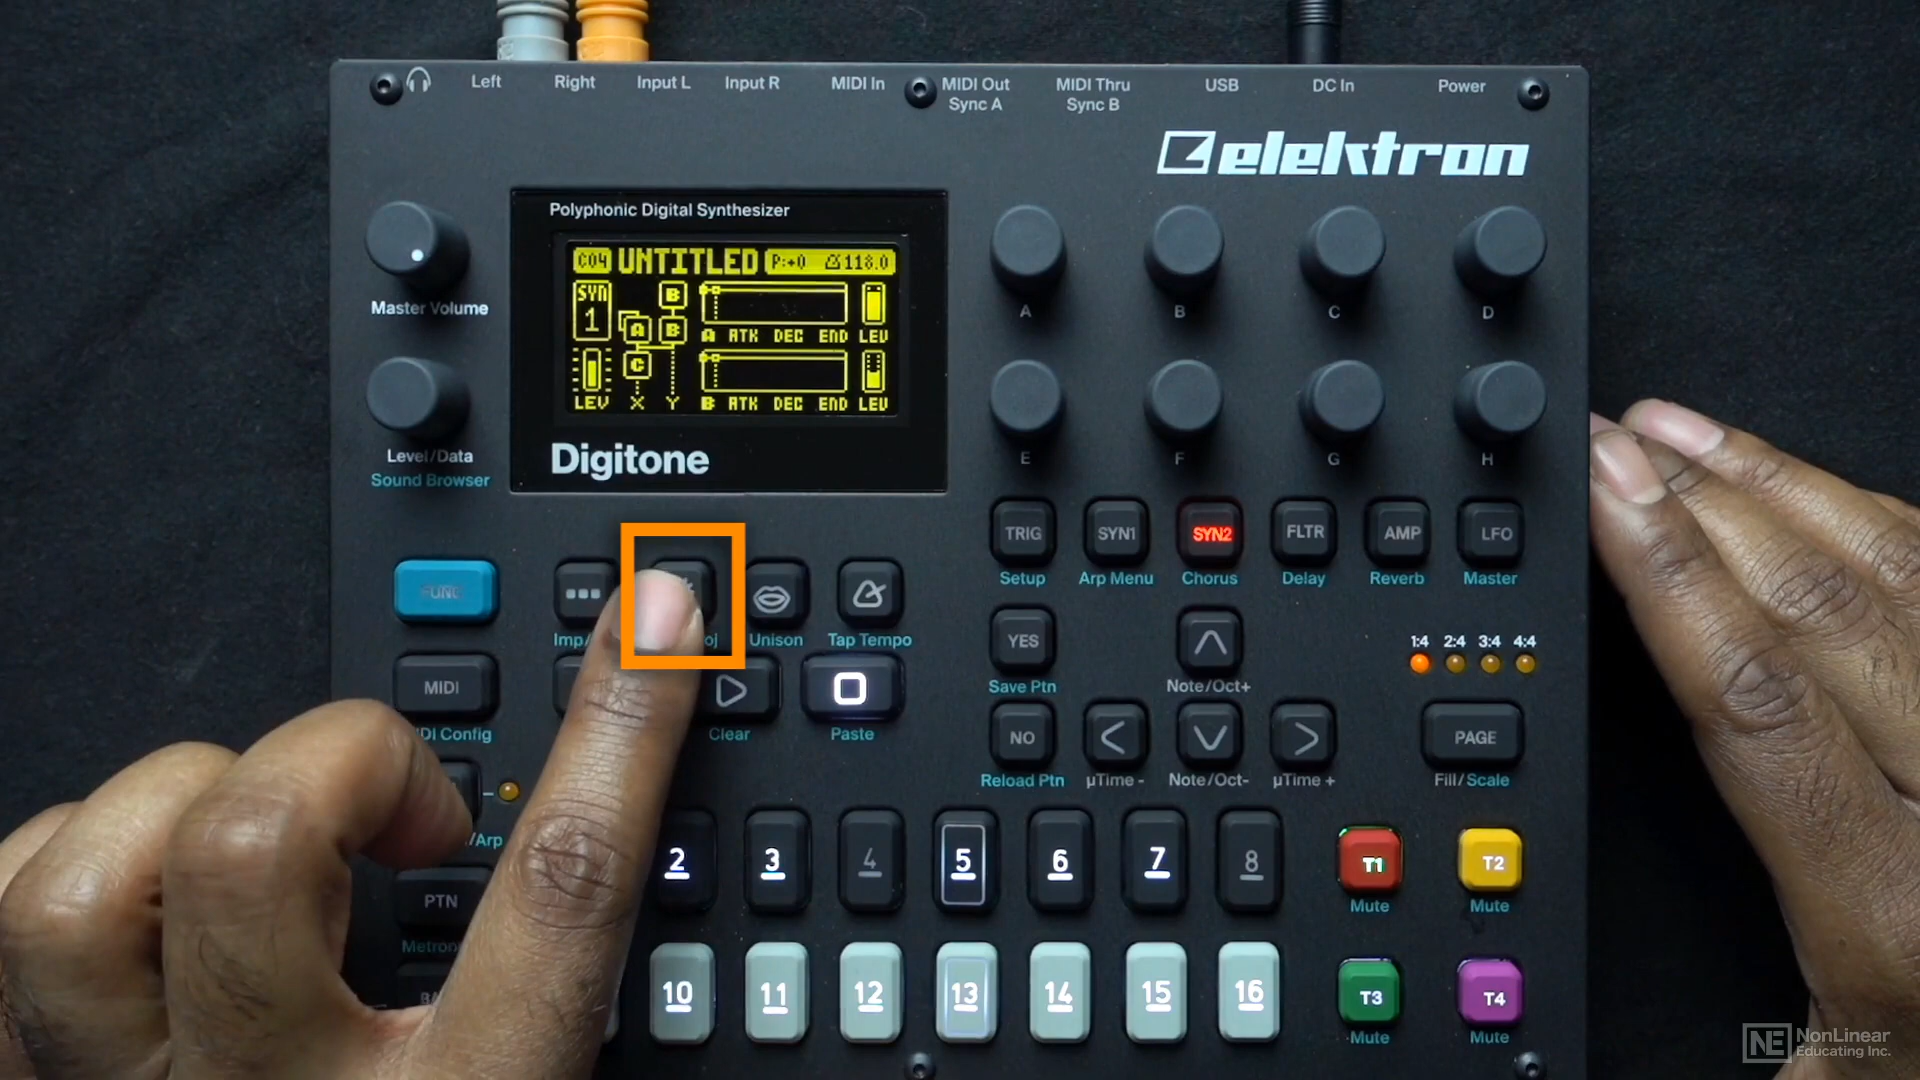 Left Right Input L Input R MIDI In MIDI Out MIDI Thru USB DC In Power
Sync A Sync B
elektron
Polyphonic Digital Synthesizer
C04 UNTITLED P:+0 118.0
SYN B
1 A B A ATK DEC END LEV
C
LEV X Y B ATK DEC END LEV
Digitone
Master Volume
A B C D
Level/Data
Sound Browser
E F G H
TRIG SYN1 SYN2 FLTR AMP LFO
Setup Arp Menu Chorus Delay Reverb Master
FUNC
Unison Tap Tempo
YES
1:4 2:4 3:4 4:4
MIDI
Save Ptn Note/Oct+
Clear Paste
NO PAGE
Reload Ptn µTime - Note/Oct- µTime + Fill/Scale
/Arp
2 3 4 5 6 7 8 T1 T2
PTN
Mute Mute
10 11 12 13 14 15 16 T3 T4
Mute Mute
NE NonLinear
Educating Inc.